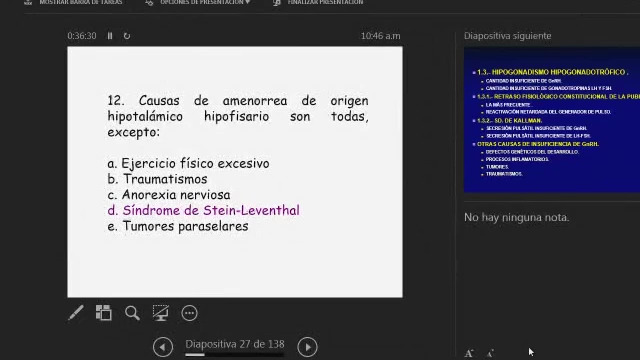 MOSTRAR BARRA DE TAREAS
OPCIONES DE PRESENTACIÓN
FINALIZAR PRESENTACIÓN
0:36:30
10:46 a.m
12. Causas de amenorrea de origen
hipotalámico hipofisario son todas,
excepto:
a. Ejercicio físico excesivo
b. Traumatismos
c. Anorexia nerviosa
d. Síndrome de Stein-Leventhal
e. Tumores paraselares
Diapositiva 27 de 138
Diapositiva siguiente
1.3.- HIPOGONADISMO HIPOGONADOTRÓFICO .
CANTIDAD INSUFICIENTE DE GnRH.
CANTIDAD INSUFICIENTE DE GONADOTROPINAS LH Y FSH.
1.3.1.- RETRASO FISIOLÓGICO CONSTITUCIONAL DE LA PUB
LA MÁS FRECUENTE
REACTIVACIÓN RETARDADA DEL GENERADOR DE PULSO.
1.3.2.- SD. DE KALLMAN.
SECRESIÓN PULSÁTIL INSUFICIENTE DE GnRH.
SECRESIÓN PULSÁTIL INSUFICIENTE DE LH-FSH.
OTRAS CAUSAS DE INSUFICIENCIA DE GnRH.
DEFECTOS GENÉTICOS DEL DESARROLLO.
PROCESOS INFLAMATORIOS.
TUMORES.
TRAUMATISMOS.
No hay ninguna nota.
A A